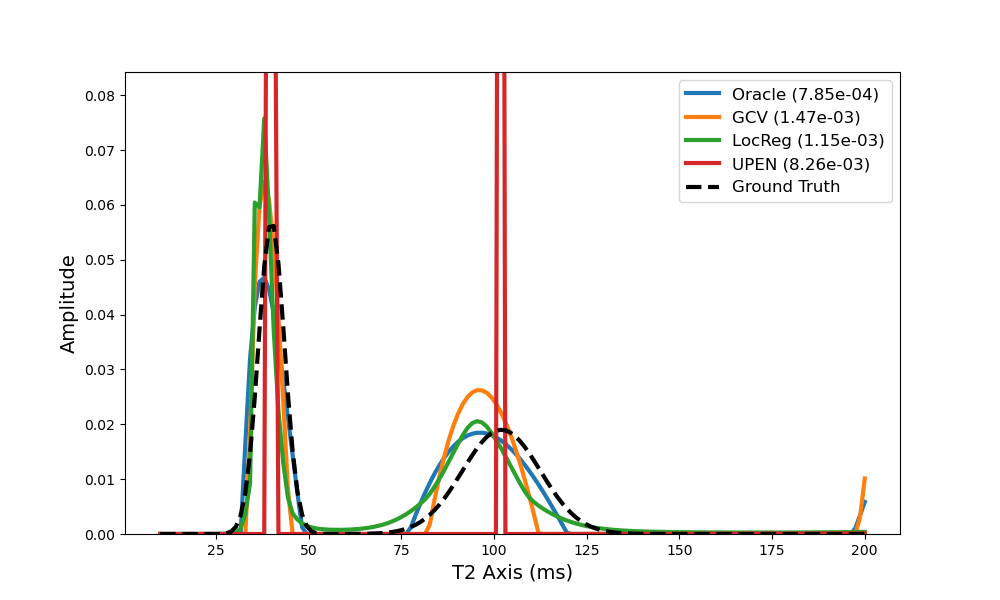 Oracle (7.85e-04)
GCV (1.47e-03)
LocReg (1.15e-03)
UPEN (8.26e-03)
Ground Truth
Amplitude
0.08
0.07
0.06
0.05
0.04
0.03
0.02
0.01
0.00
25 50 75 100 125 150 175 200
T2 Axis (ms)